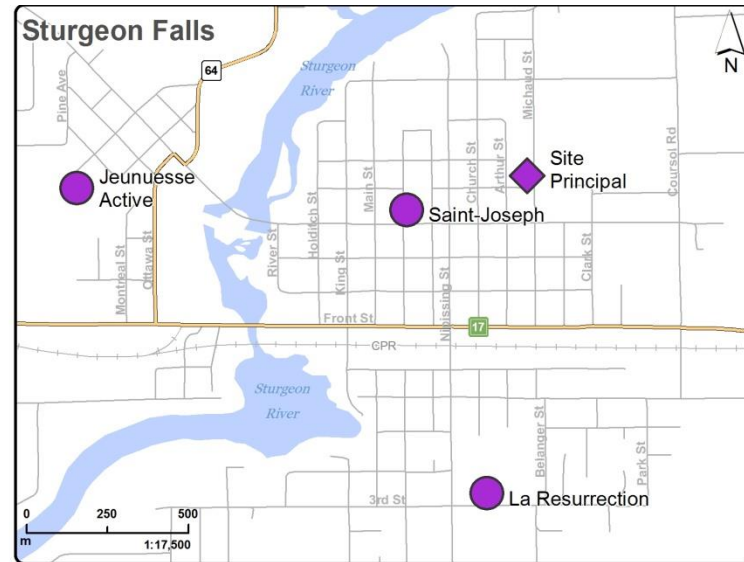 Sturgeon Falls
64
Pine Ave
Sturgeon
River
Michaud St
N
Jeunuesse
Active
Site
Principal
Main St
Church St
Arthur St
Coursol Rd
Saint-Joseph
Holditch St
River St
King St
Montreal St
Ottawa St
Clark St
Nipissing St
Front St
17
CPR
Sturgeon
River
Belanger St
Park St
3rd St
La Resurrection
0 250 500
m
1:17,500